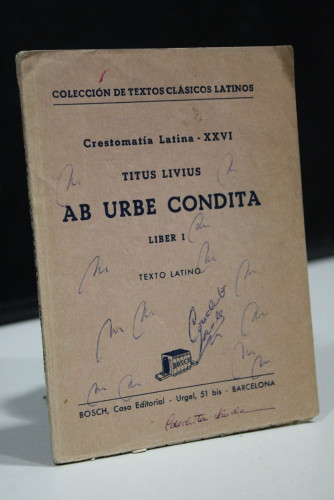 COLECCIÓN DE TEXTOS CLÁSICOS LATINOS
Crestomatía Latina - XXVI
TITUS LIVIUS
AB URBE CONDITA
LIBER I
TEXTO LATINO
BOSCH
BOSCH, Casa Editorial - Urgel, 51 bis - BARCELONA